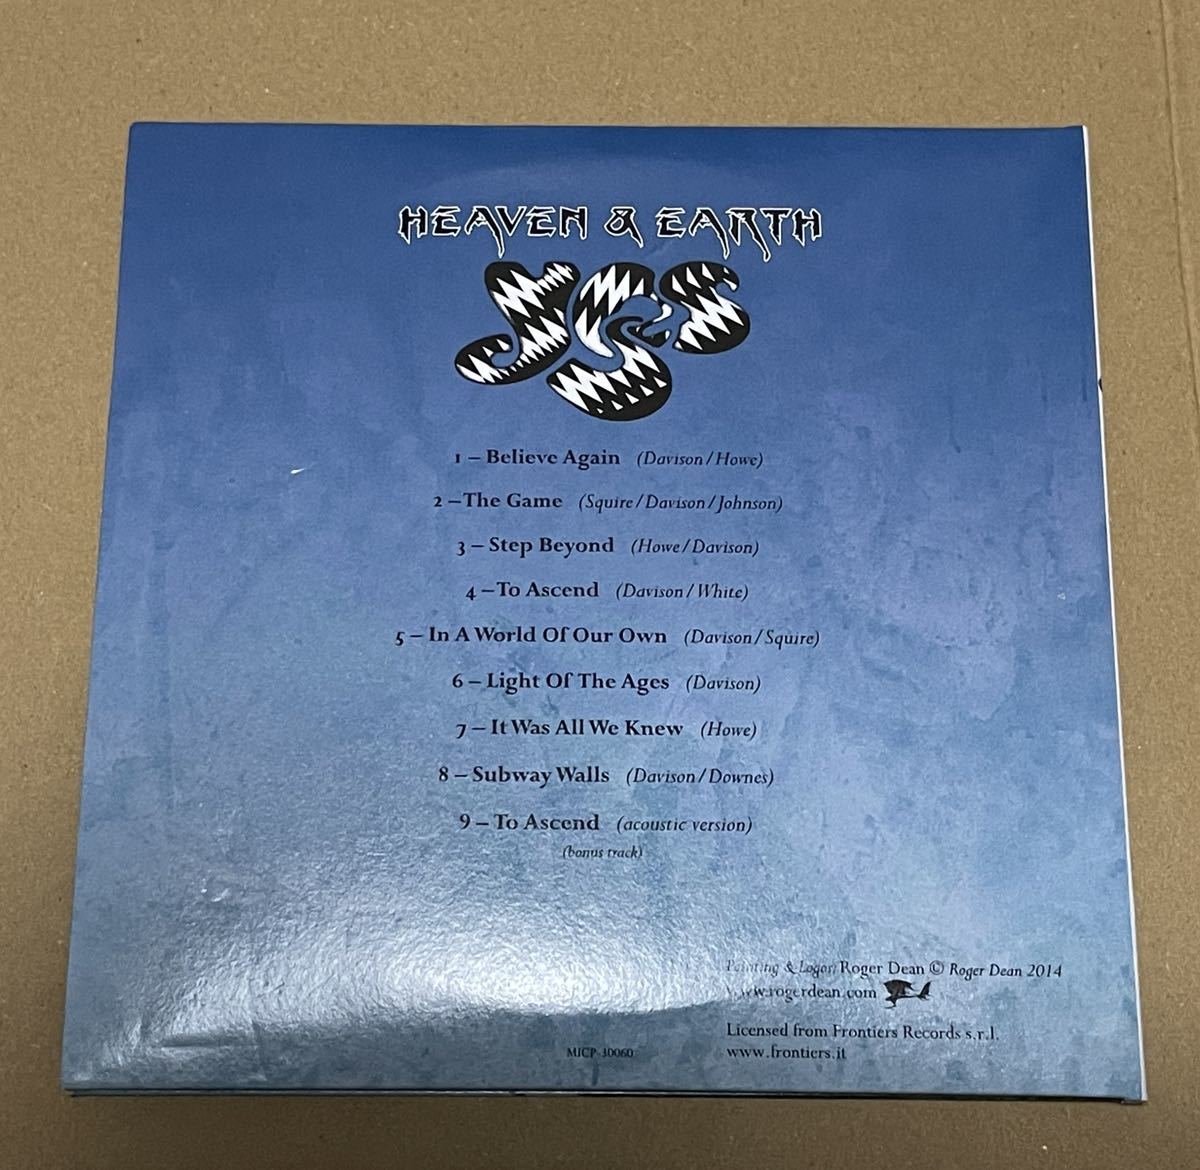 HEAVEN & EARTH
yes
1 – Believe Again (Davison/Howe)
2 – The Game (Squire/Davison/Johnson)
3 – Step Beyond (Howe/Davison)
4 – To Ascend (Davison/White)
5 – In A World Of Our Own (Davison/Squire)
6 – Light Of The Ages (Davison)
7 – It Was All We Knew (Howe)
8 – Subway Walls (Davison/Downes)
9 – To Ascend (acoustic version)
(bonus track)
Painting & Logos: Roger Dean © Roger Dean 2014
www.rogerdean.com
Licensed from Frontiers Records s.r.l.
www.frontiers.it
MICP-30060